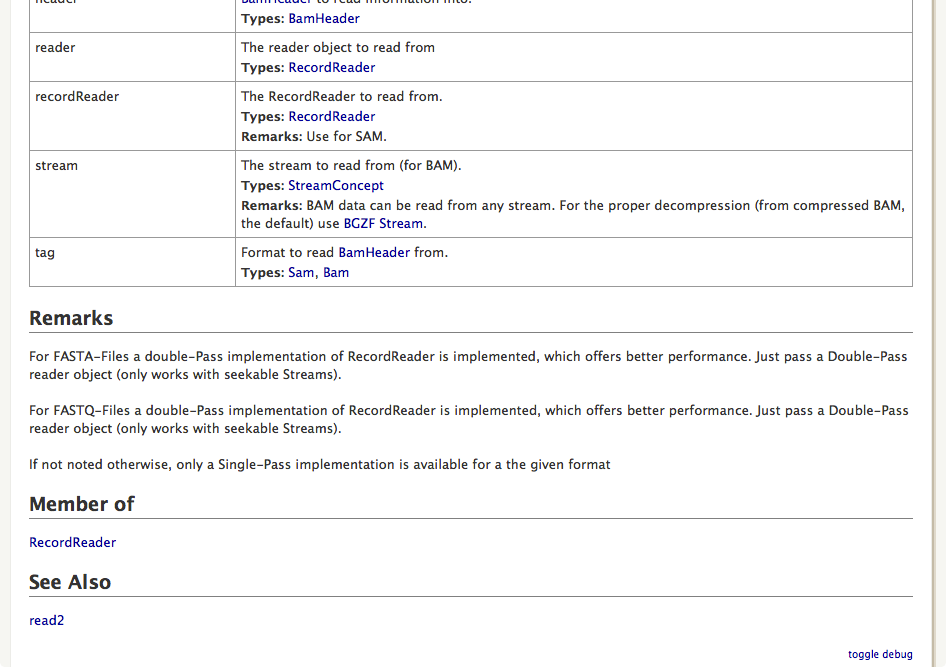 header
BamHeader to read information into.
Types: BamHeader
reader
The reader object to read from
Types: RecordReader
recordReader
The RecordReader to read from.
Types: RecordReader
Remarks: Use for SAM.
stream
The stream to read from (for BAM).
Types: StreamConcept
Remarks: BAM data can be read from any stream. For the proper decompression (from compressed BAM,
the default) use BGZF Stream.
tag
Format to read BamHeader from.
Types: Sam, Bam
Remarks
For FASTA-Files a double-Pass implementation of RecordReader is implemented, which offers better performance. Just pass a Double-Pass
reader object (only works with seekable Streams).
For FASTQ-Files a double-Pass implementation of RecordReader is implemented, which offers better performance. Just pass a Double-Pass
reader object (only works with seekable Streams).
If not noted otherwise, only a Single-Pass implementation is available for a the given format
Member of
RecordReader
See Also
read2
toggle debug